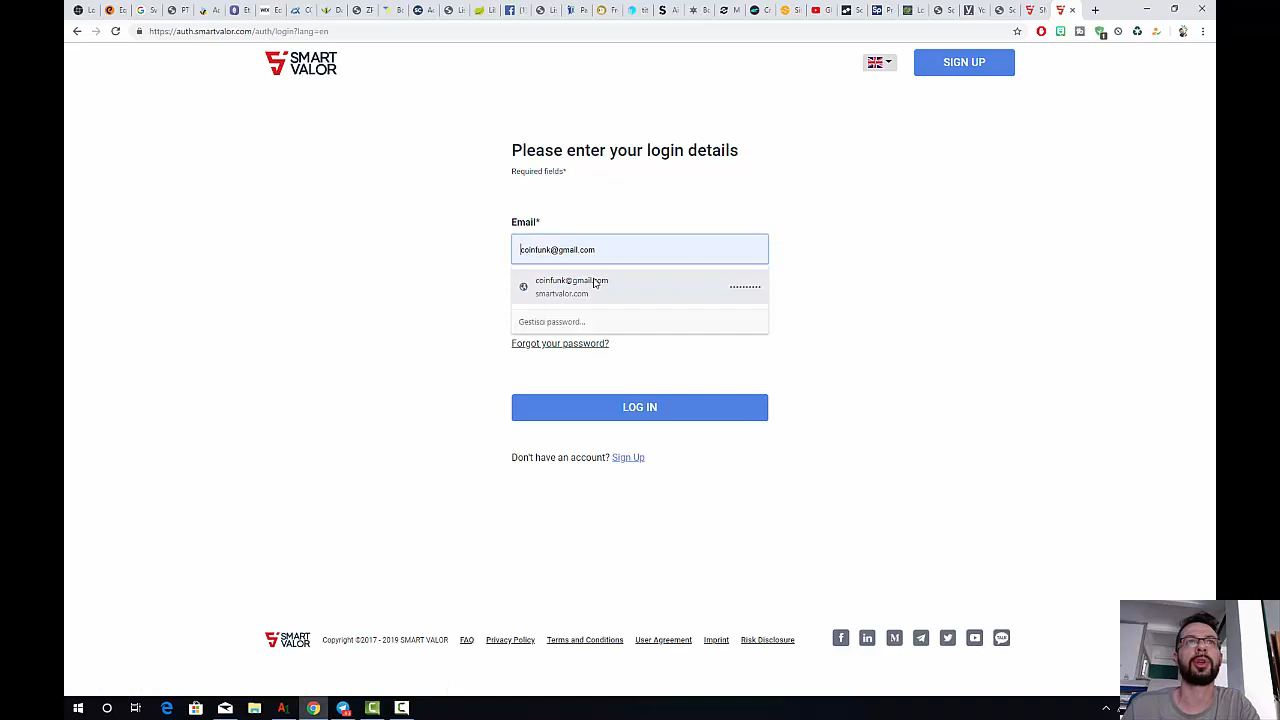 https://auth.smartvalor.com/auth/login?lang=en
SMART
VALOR
SIGN UP
Please enter your login details
Required fields*
Email*
coinfunk@gmail.com
coinfunk@gmail.com
smartvalor.com
Gestisci password...
Forgot your password?
LOG IN
Don't have an account? Sign Up
SMART
VALOR
Copyright ©2017 - 2019 SMART VALOR FAQ Privacy Policy Terms and Conditions User Agreement Imprint Risk Disclosure